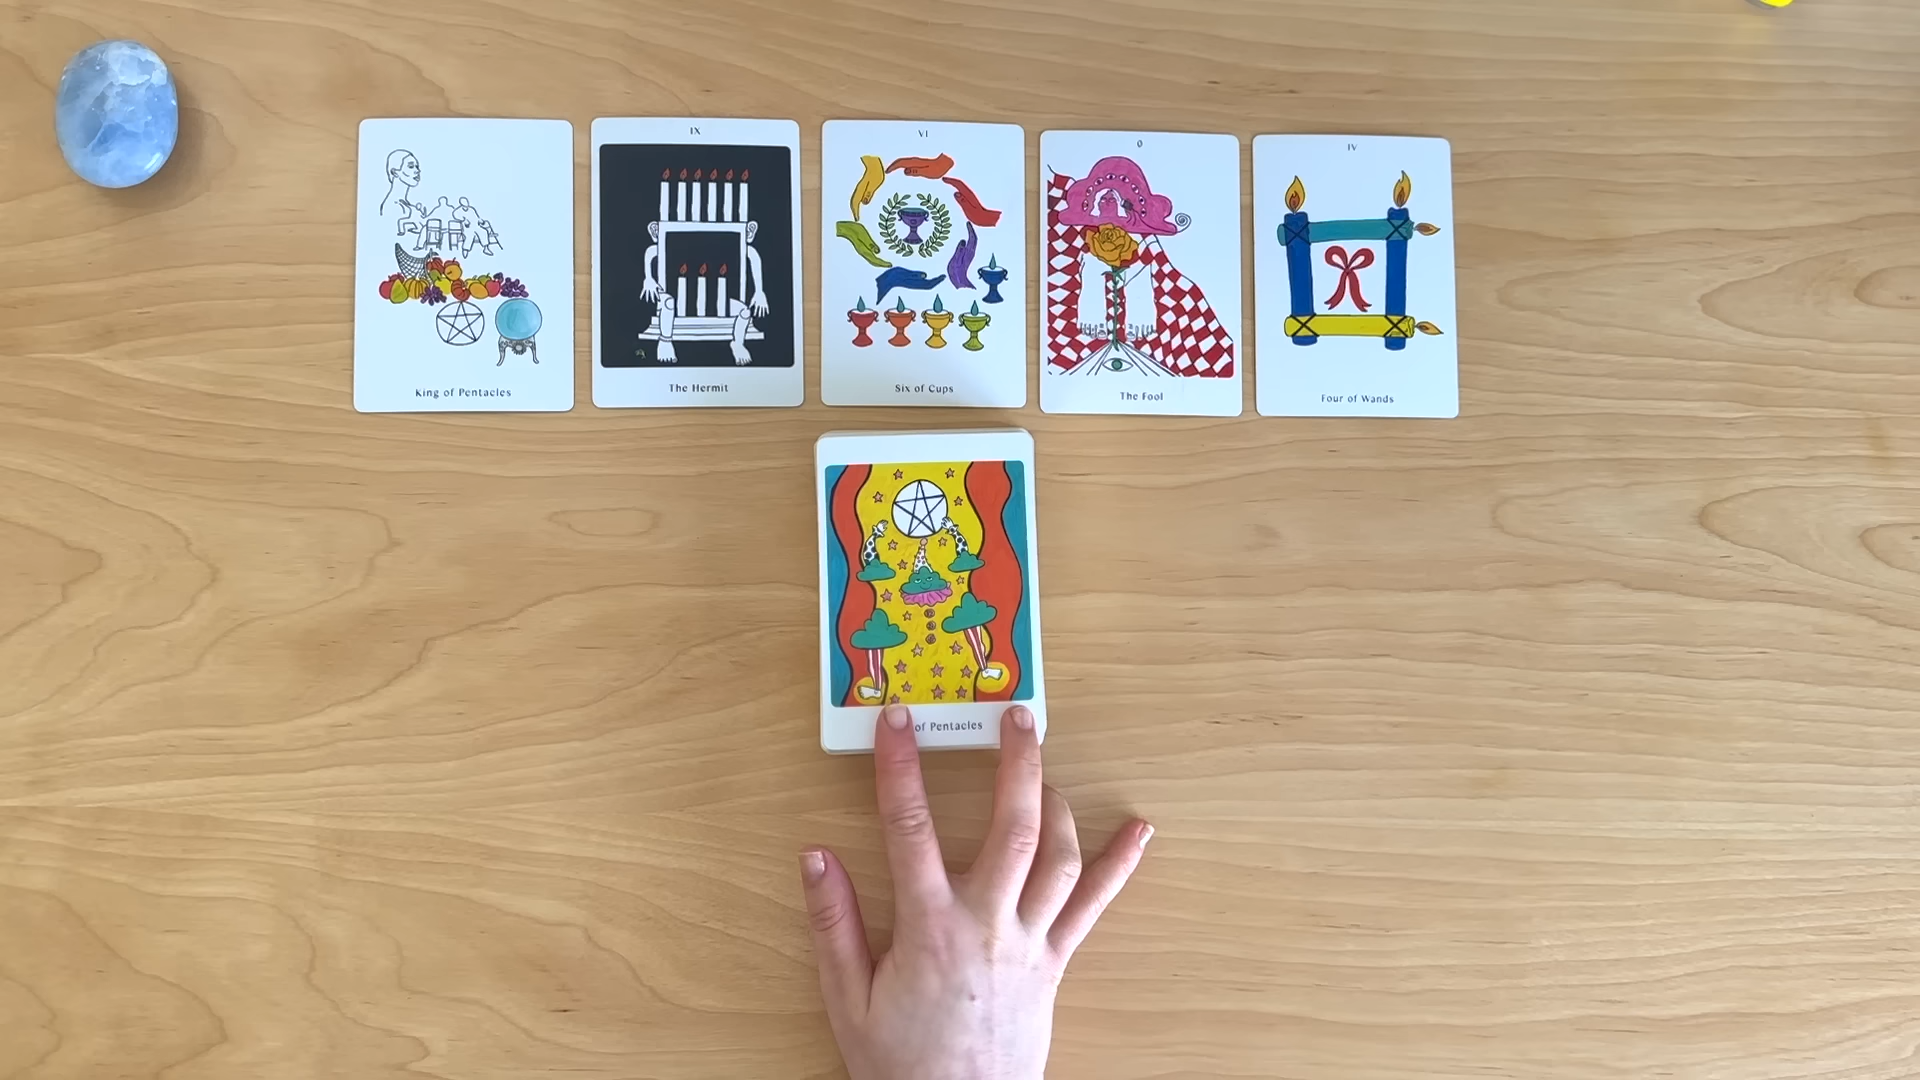 King of Pentacles
IX
The Hermit
VI
Six of Cups
0
The Fool
IV
Four of Wands
of Pentacles